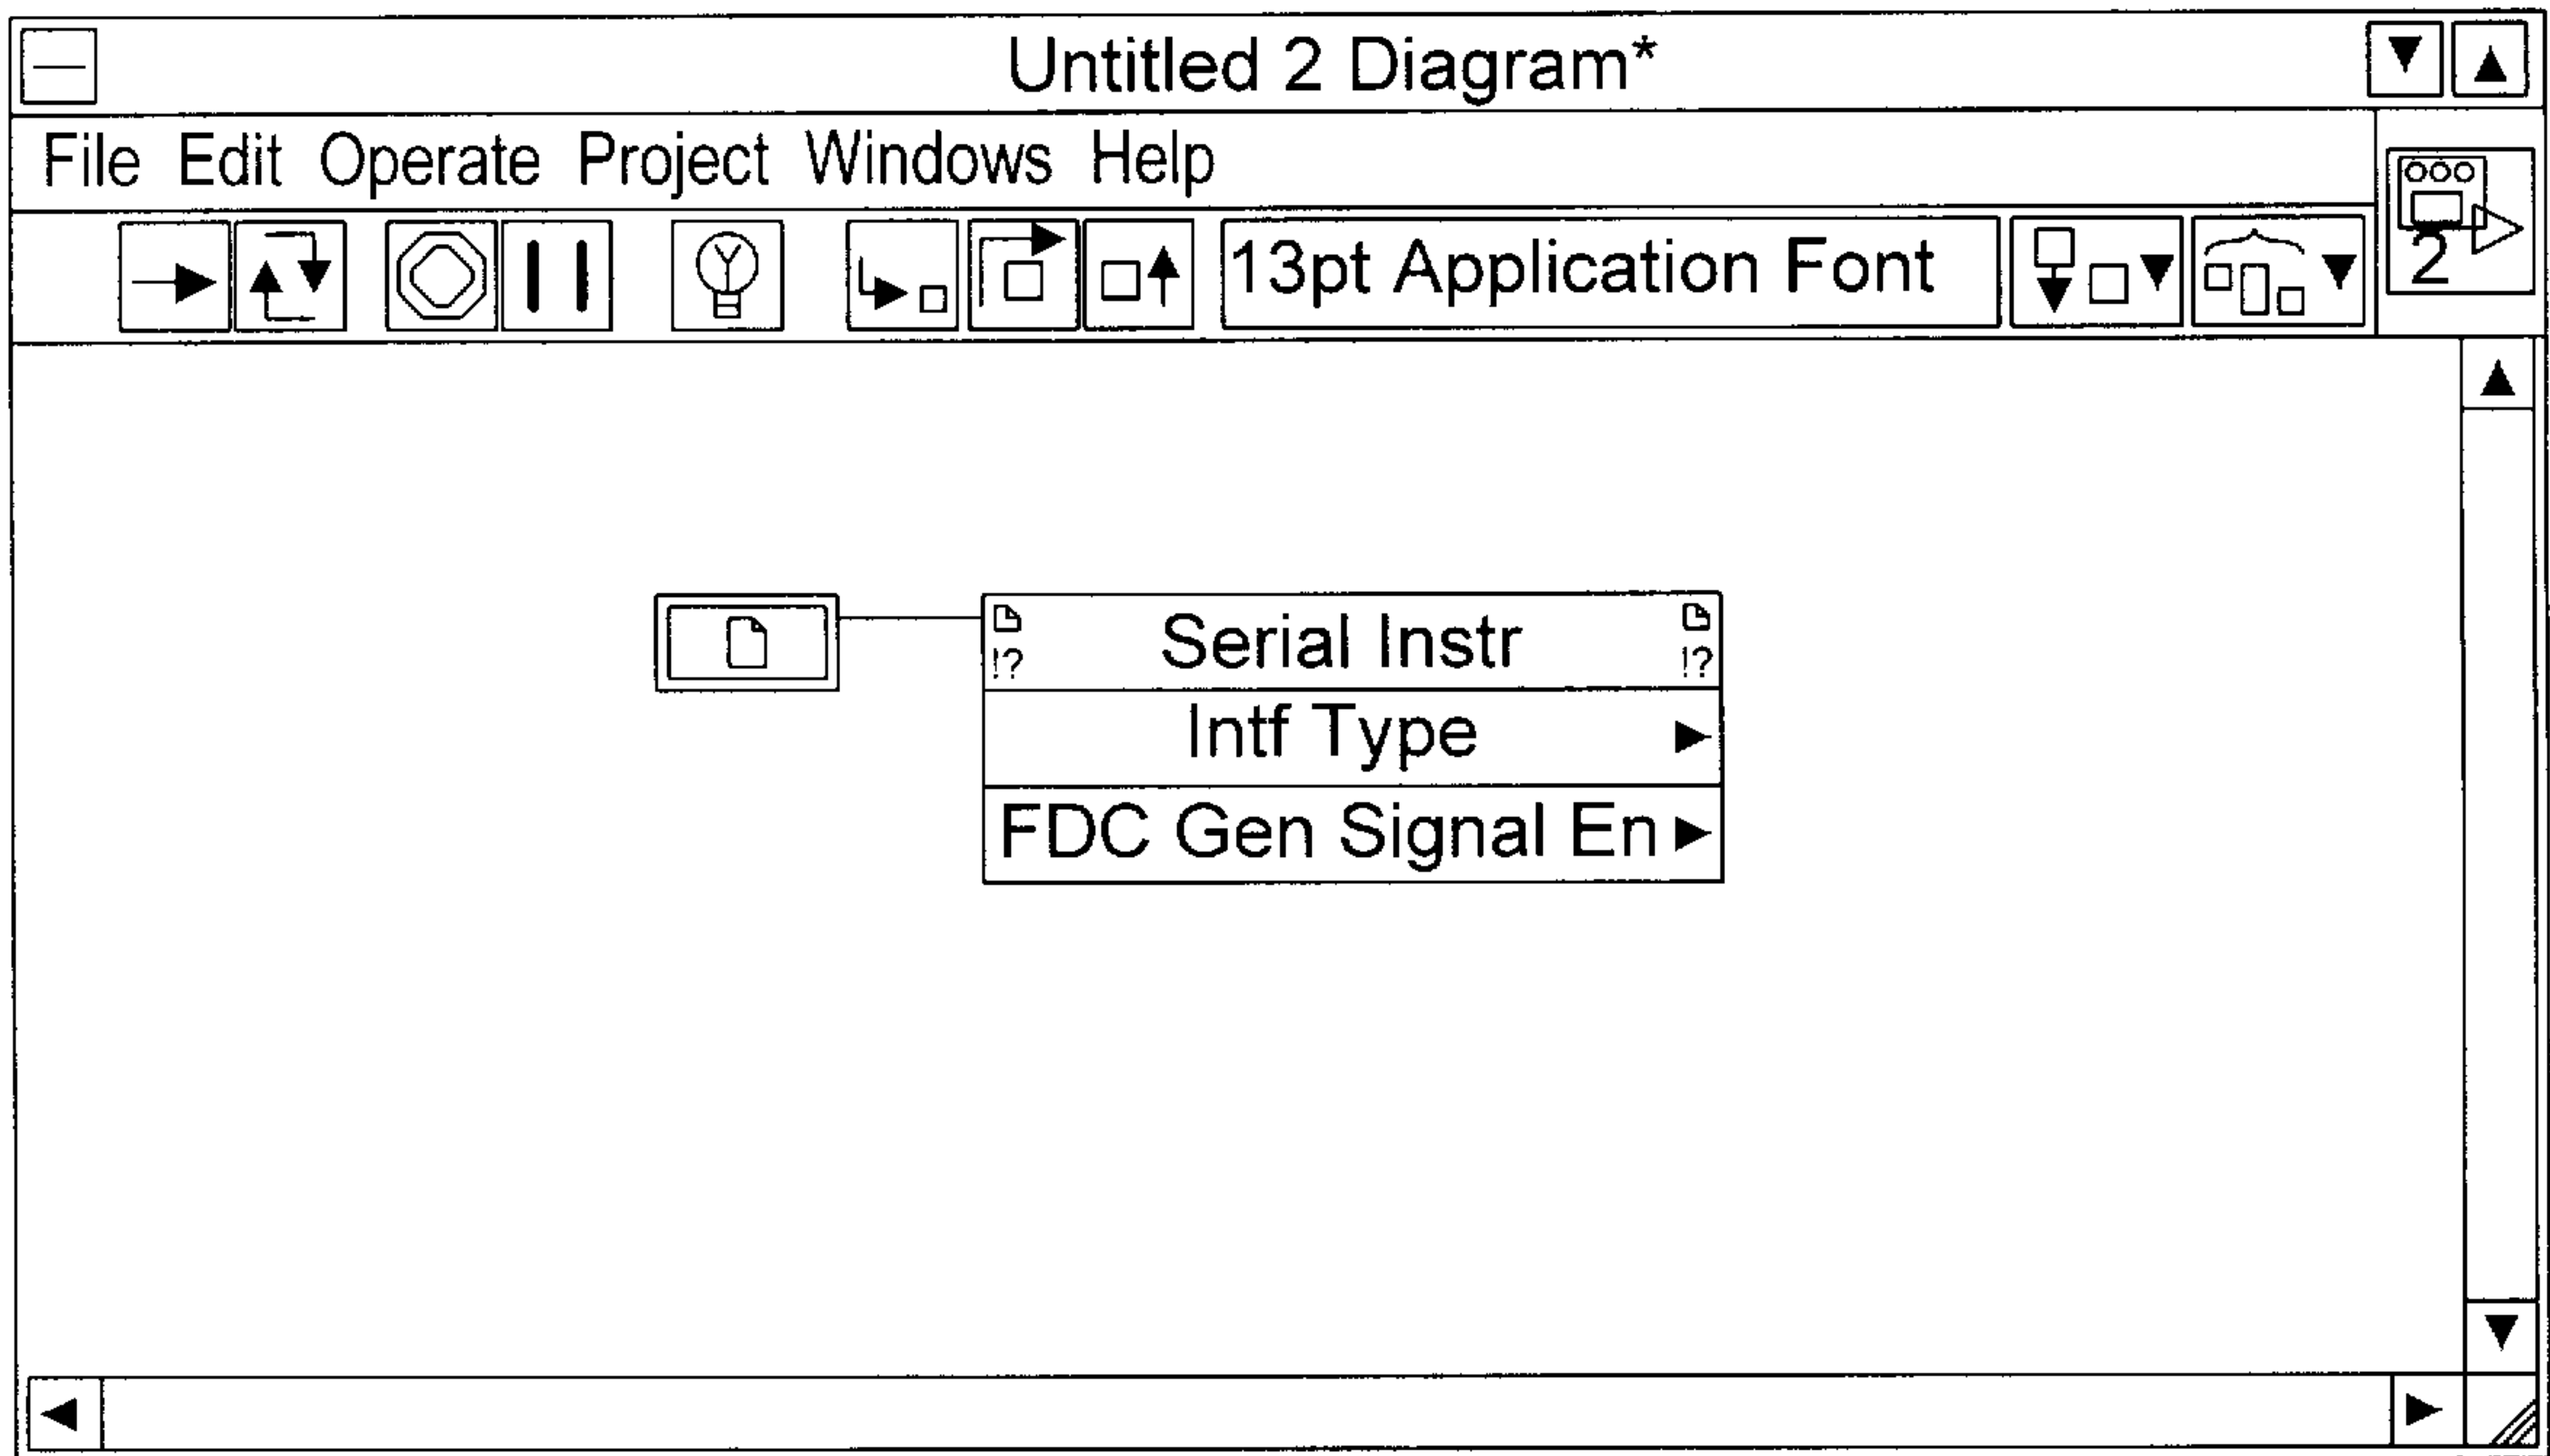 Untitled 2 Diagram*
File Edit Operate Project Windows Help
13pt Application Font
2
!? Serial Instr !?
Intf Type
FDC Gen Signal En